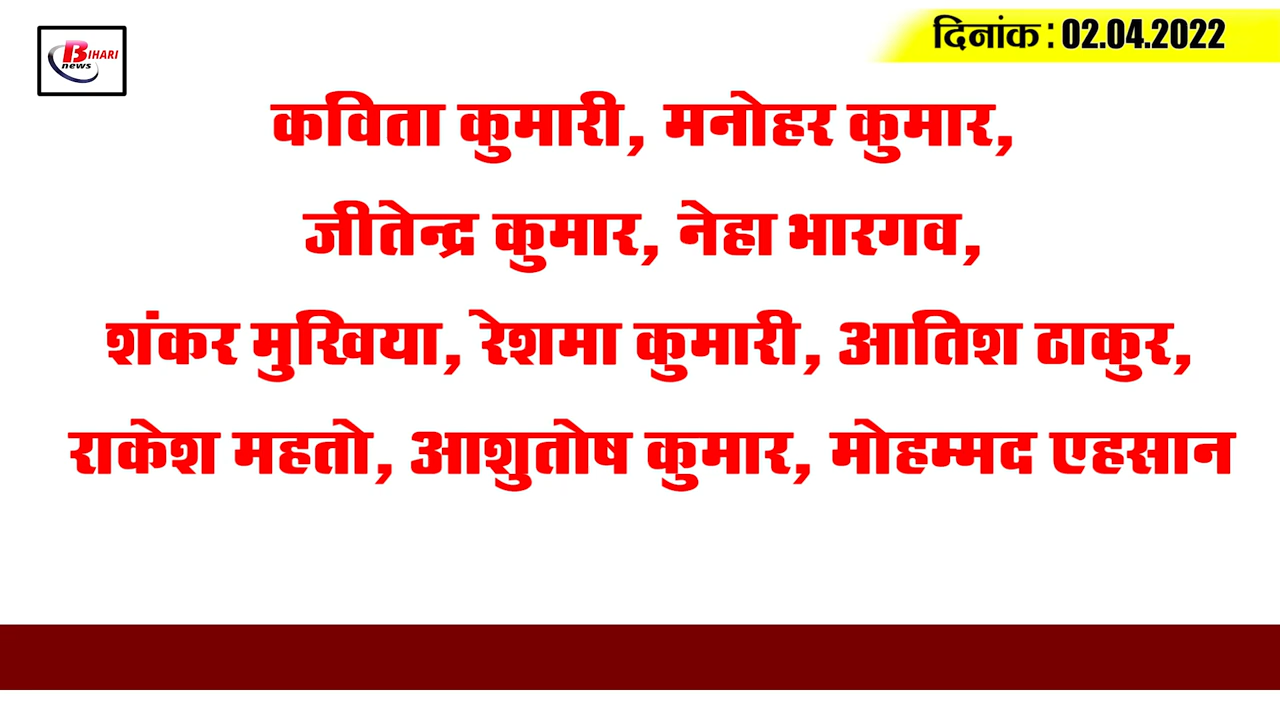 BIHARI
news
दिनांक : 02.04.2022
कविता कुमारी, मनोहर कुमार,
जीतेन्द्र कुमार, नेहा भारगव,
शंकर मुखिया, रेशमा कुमारी, आतिश ठाकुर,
राकेश महतो, आशुतोष कुमार, मोहम्मद एहसान